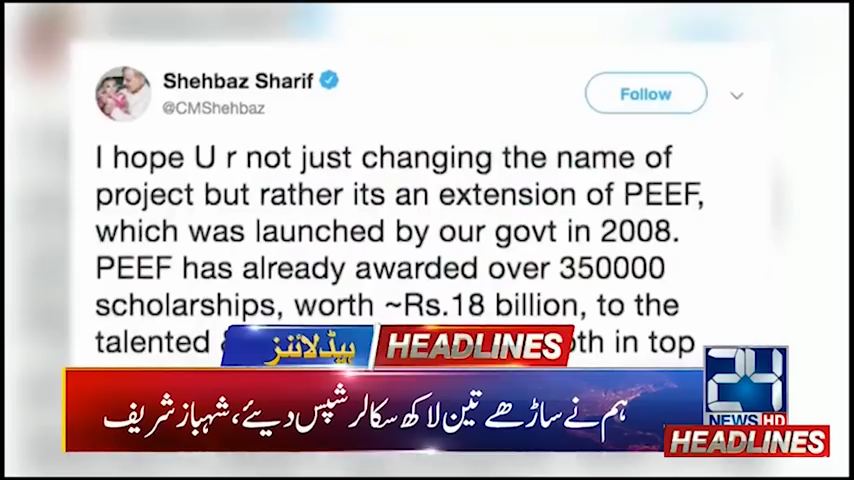 Shehbaz Sharif
@CMShehbaz
Follow
I hope U r not just changing the name of
project but rather its an extension of PEEF,
which was launched by our govt in 2008.
PEEF has already awarded over 350000
scholarships, worth ~Rs.18 billion, to the
talented oth in top
ہیڈلائنز
HEADLINES
ہم نے ساڑھے تین لاکھ سکالر شپس دیئے، شہباز شریف
24
NEWS HD
HEADLINES